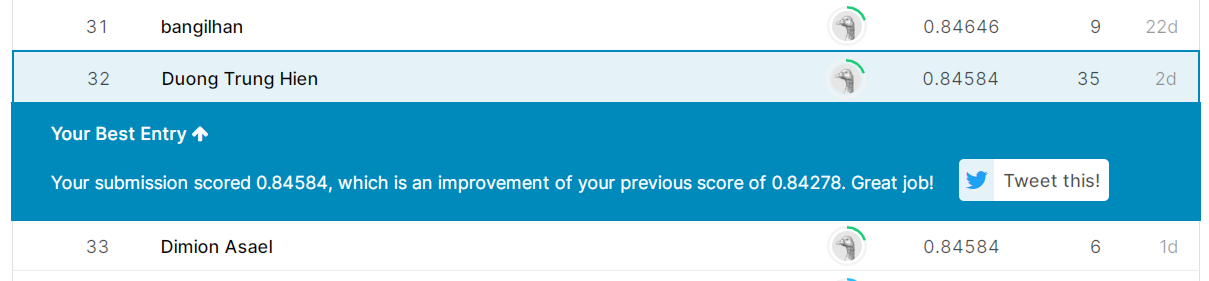 31 bangilhan 0.84646 9 22d
32 Duong Trung Hien 0.84584 35 2d
Your Best Entry
Your submission scored 0.84584, which is an improvement of your previous score of 0.84278. Great job! Tweet this!
33 Dimion Asael 0.84584 6 1d